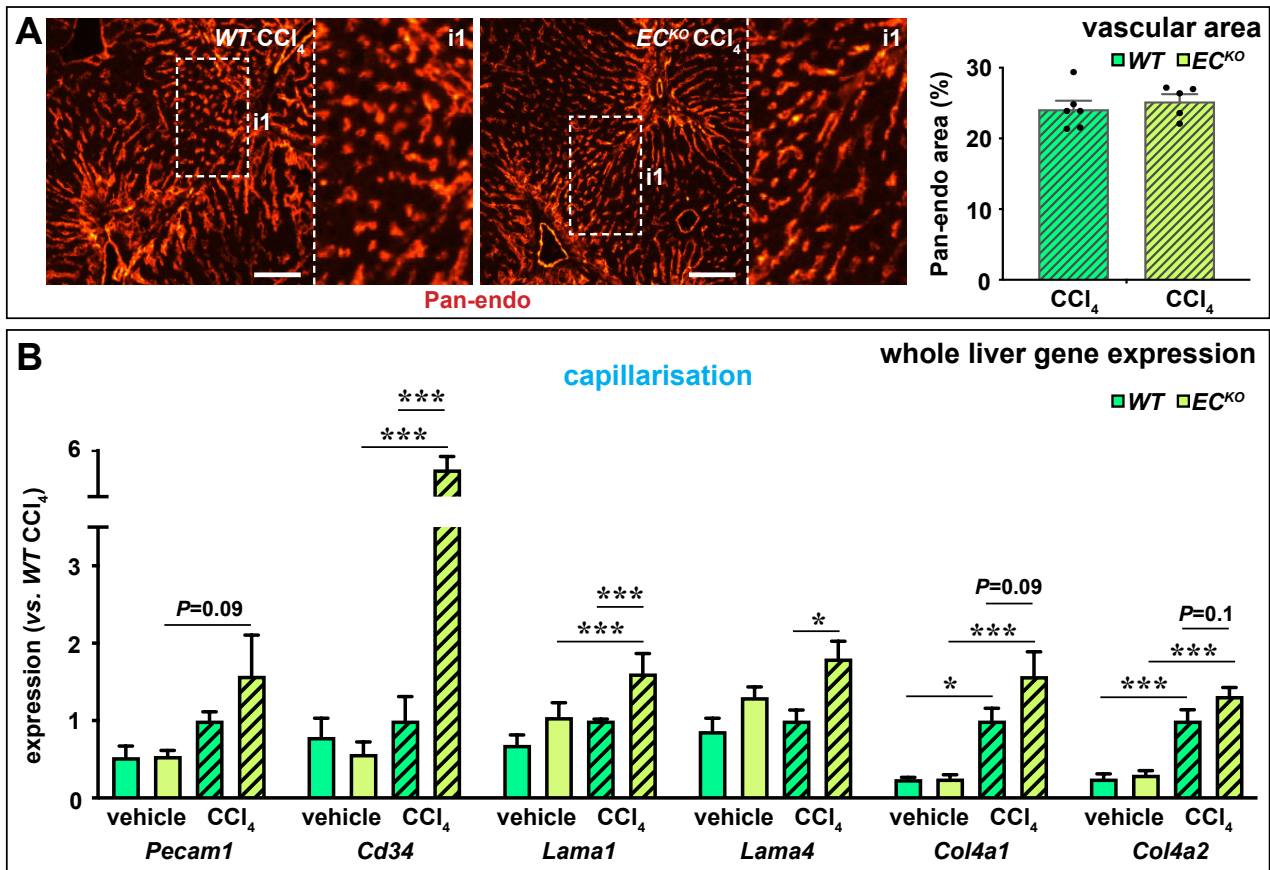 A
WT CCl₄
i1
i1
EC^KO CCl₄
i1
i1
Pan-endo
vascular area
WT EC^KO
Pan-endo area (%)
30
20
10
0
CCl₄ CCl₄
B
whole liver gene expression
capillarisation
WT EC^KO
expression (vs. WT CCl₄)
6
3
2
1
0
P=0.09
***
***
***
***
*
P=0.09
***
*
P=0.1
***
***
vehicle CCl₄ vehicle CCl₄ vehicle CCl₄ vehicle CCl₄ vehicle CCl₄ vehicle CCl₄
Pecam1 Cd34 Lama1 Lama4 Col4a1 Col4a2